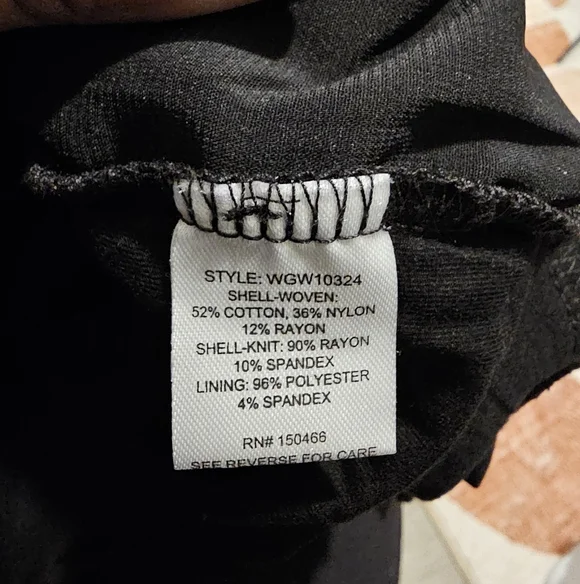 STYLE: WGW10324
SHELL-WOVEN:
52% COTTON, 36% NYLON
12% RAYON
SHELL-KNIT: 90% RAYON
10% SPANDEX
LINING: 96% POLYESTER
4% SPANDEX
RN# 150466
SEE REVERSE FOR CARE